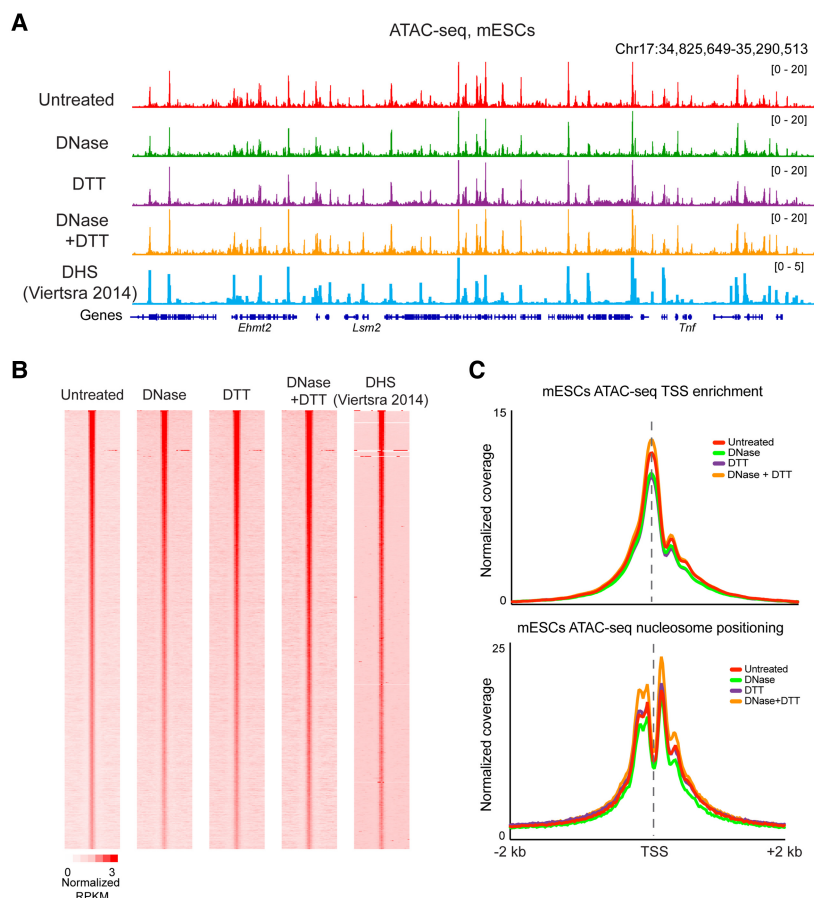 A
ATAC-seq, mESCs
Chr17:34,825,649-35,290,513
[0 - 20]
Untreated
[0 - 20]
DNase
[0 - 20]
DTT
[0 - 20]
DNase
+DTT
[0 - 5]
DHS
(Viertsra 2014)
Genes
Ehmt2
Lsm2
Tnf
B
Untreated
DNase
DTT
DNase
+DTT
DHS
(Viertsra 2014)
0
3
Normalized
RPKM
C
mESCs ATAC-seq TSS enrichment
15
Normalized coverage
0
Untreated
DNase
DTT
DNase + DTT
mESCs ATAC-seq nucleosome positioning
25
Normalized coverage
0
Untreated
DNase
DTT
DNase+DTT
-2 kb
TSS
+2 kb